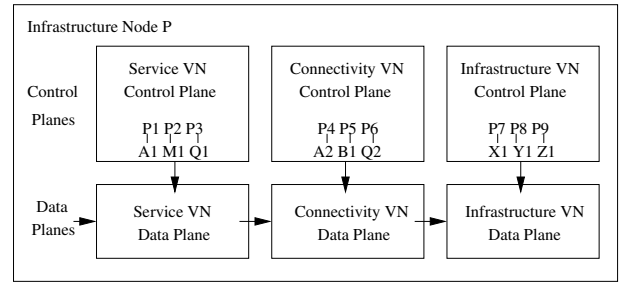 Infrastructure Node P
Control
Planes
Service VN
Control Plane
P1 P2 P3
A1 M1 Q1
Connectivity VN
Control Plane
P4 P5 P6
A2 B1 Q2
Infrastructure VN
Control Plane
P7 P8 P9
X1 Y1 Z1
Data
Planes
Service VN
Data Plane
Connectivity VN
Data Plane
Infrastructure VN
Data Plane